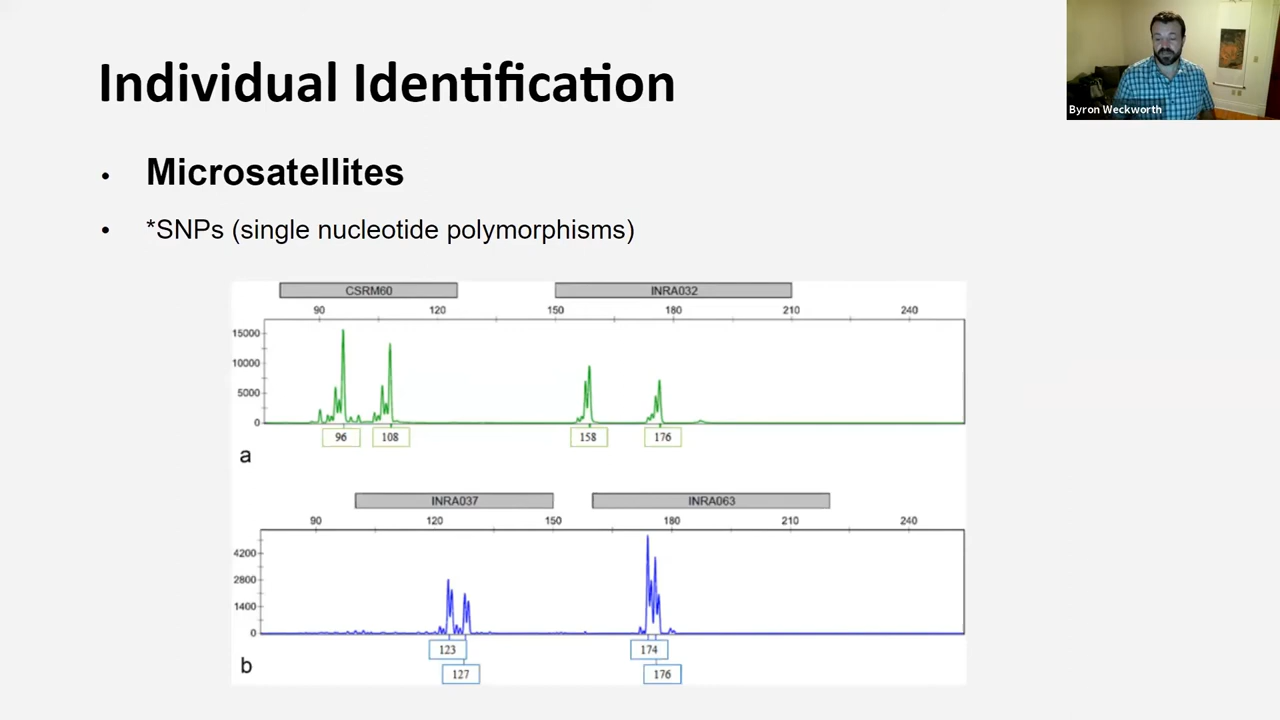 Individual Identification
Byron Weckworth
• Microsatellites
• *SNPs (single nucleotide polymorphisms)
CSRM60 INRA032
90 120 150 180 210 240
15000
10000
5000
0
96 108 158 176
a
INRA037 INRA063
90 120 150 180 210 240
4200
2800
1400
0
123 174
127 176
b